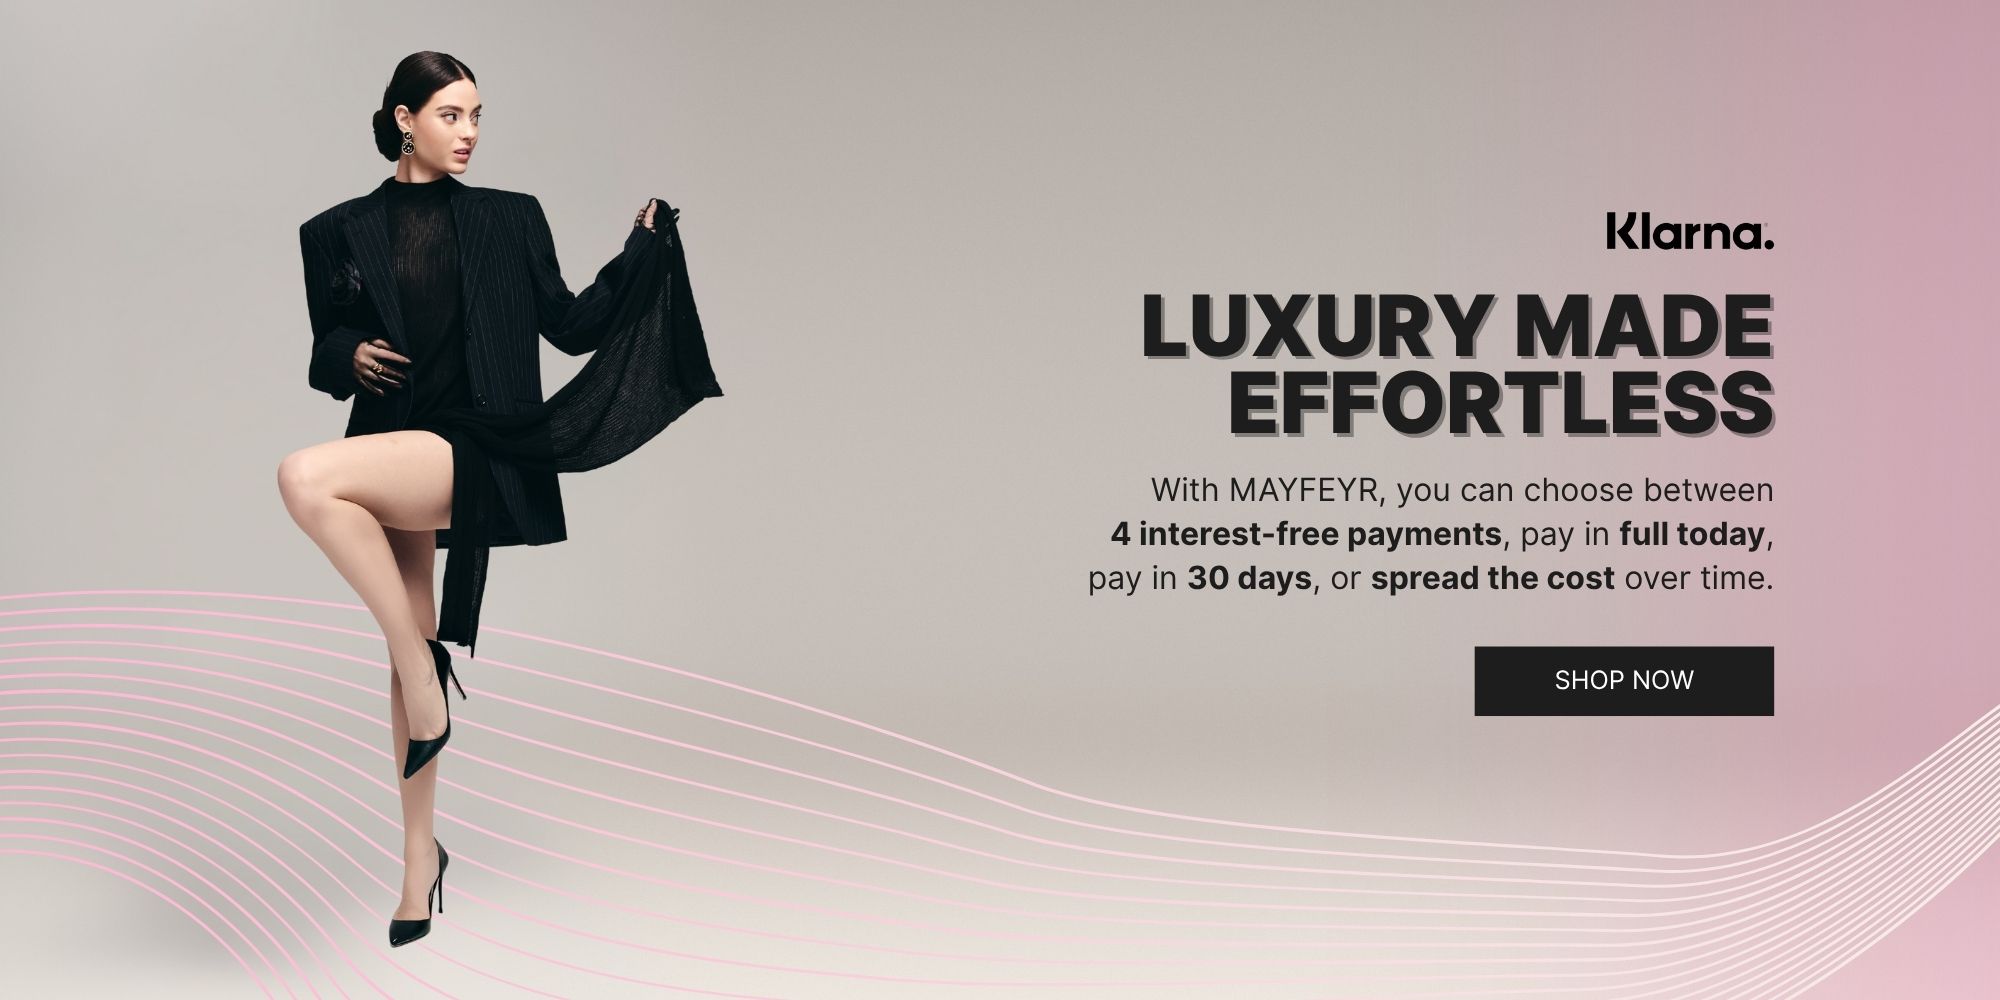 Klarna.
LUXURY MADE
EFFORTLESS
With MAYFEYR, you can choose between
4 interest-free payments, pay in full today,
pay in 30 days, or spread the cost over time.
SHOP NOW